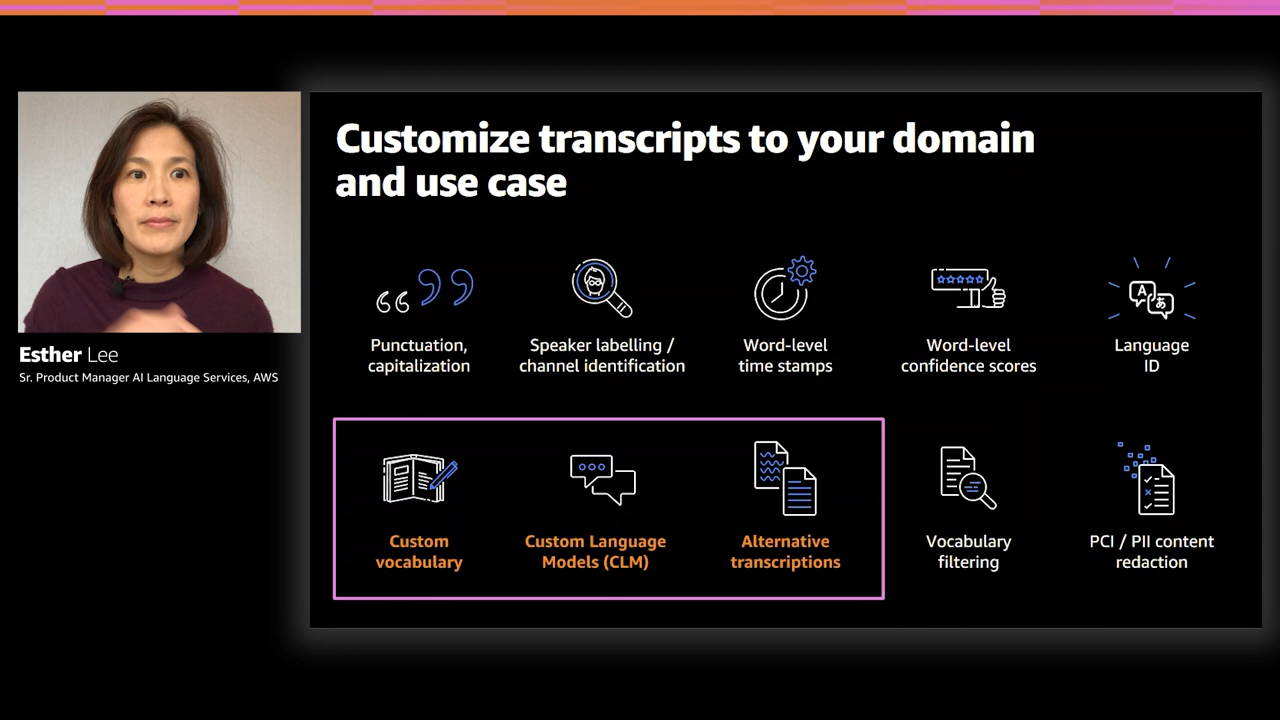 Customize transcripts to your domain
and use case
Esther Lee
Sr. Product Manager AI Language Services, AWS
Punctuation,
capitalization
Speaker labelling /
channel identification
Word-level
time stamps
Word-level
confidence scores
A
あ
Language
ID
Custom
vocabulary
Custom Language
Models (CLM)
Alternative
transcriptions
Vocabulary
filtering
PCI / PII content
redaction